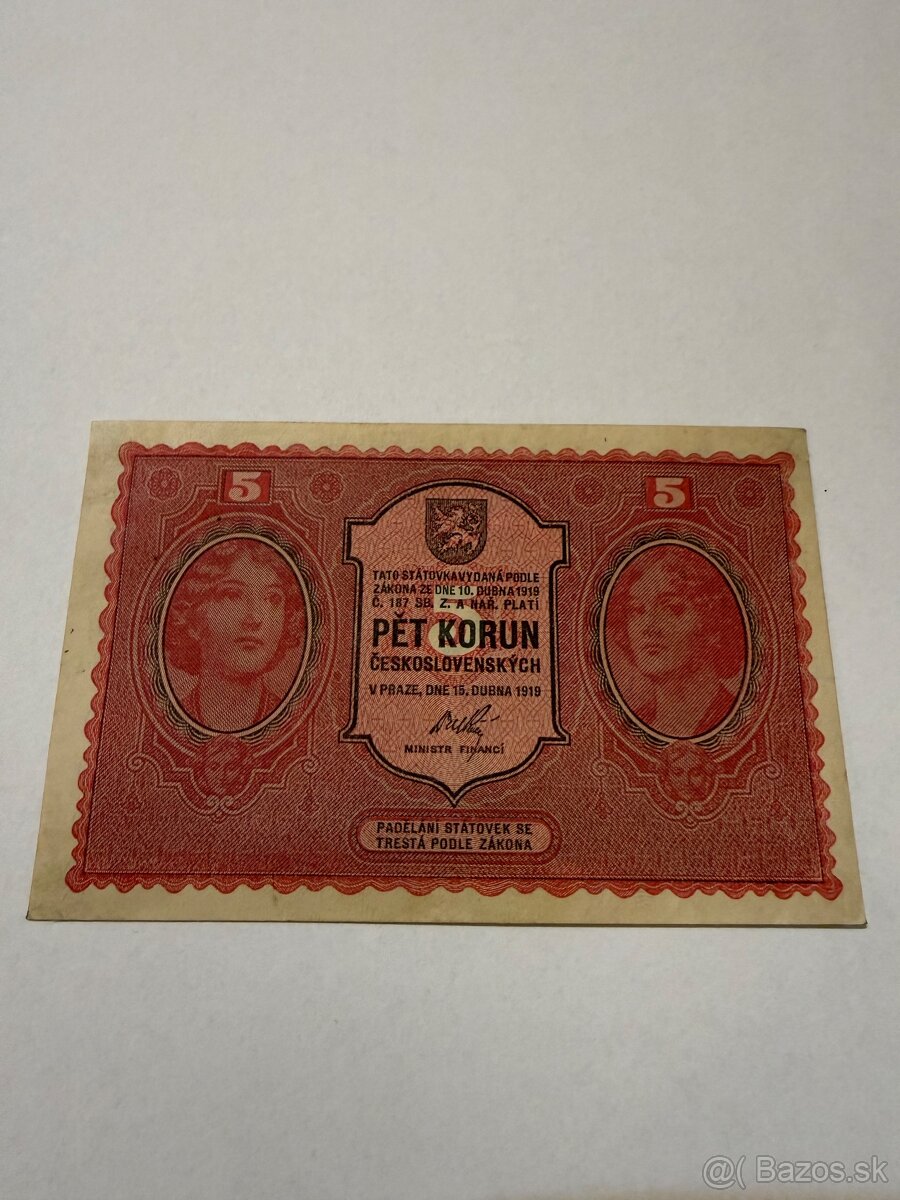 5
5
TATO STÁTOVKA VYDANÁ PODLE
ZÁKONA ZE DNE 10. DUBNA 1919
Č. 187 SB. Z. A NAŘ. PLATÍ
5
PĚT KORUN
ČESKOSLOVENSKÝCH
V PRAZE, DNE 15. DUBNA 1919
MINISTR FINANCÍ
PADĚLÁNÍ STÁTOVEK SE
TRESTÁ PODLE ZÁKONA
@( Bazos.sk